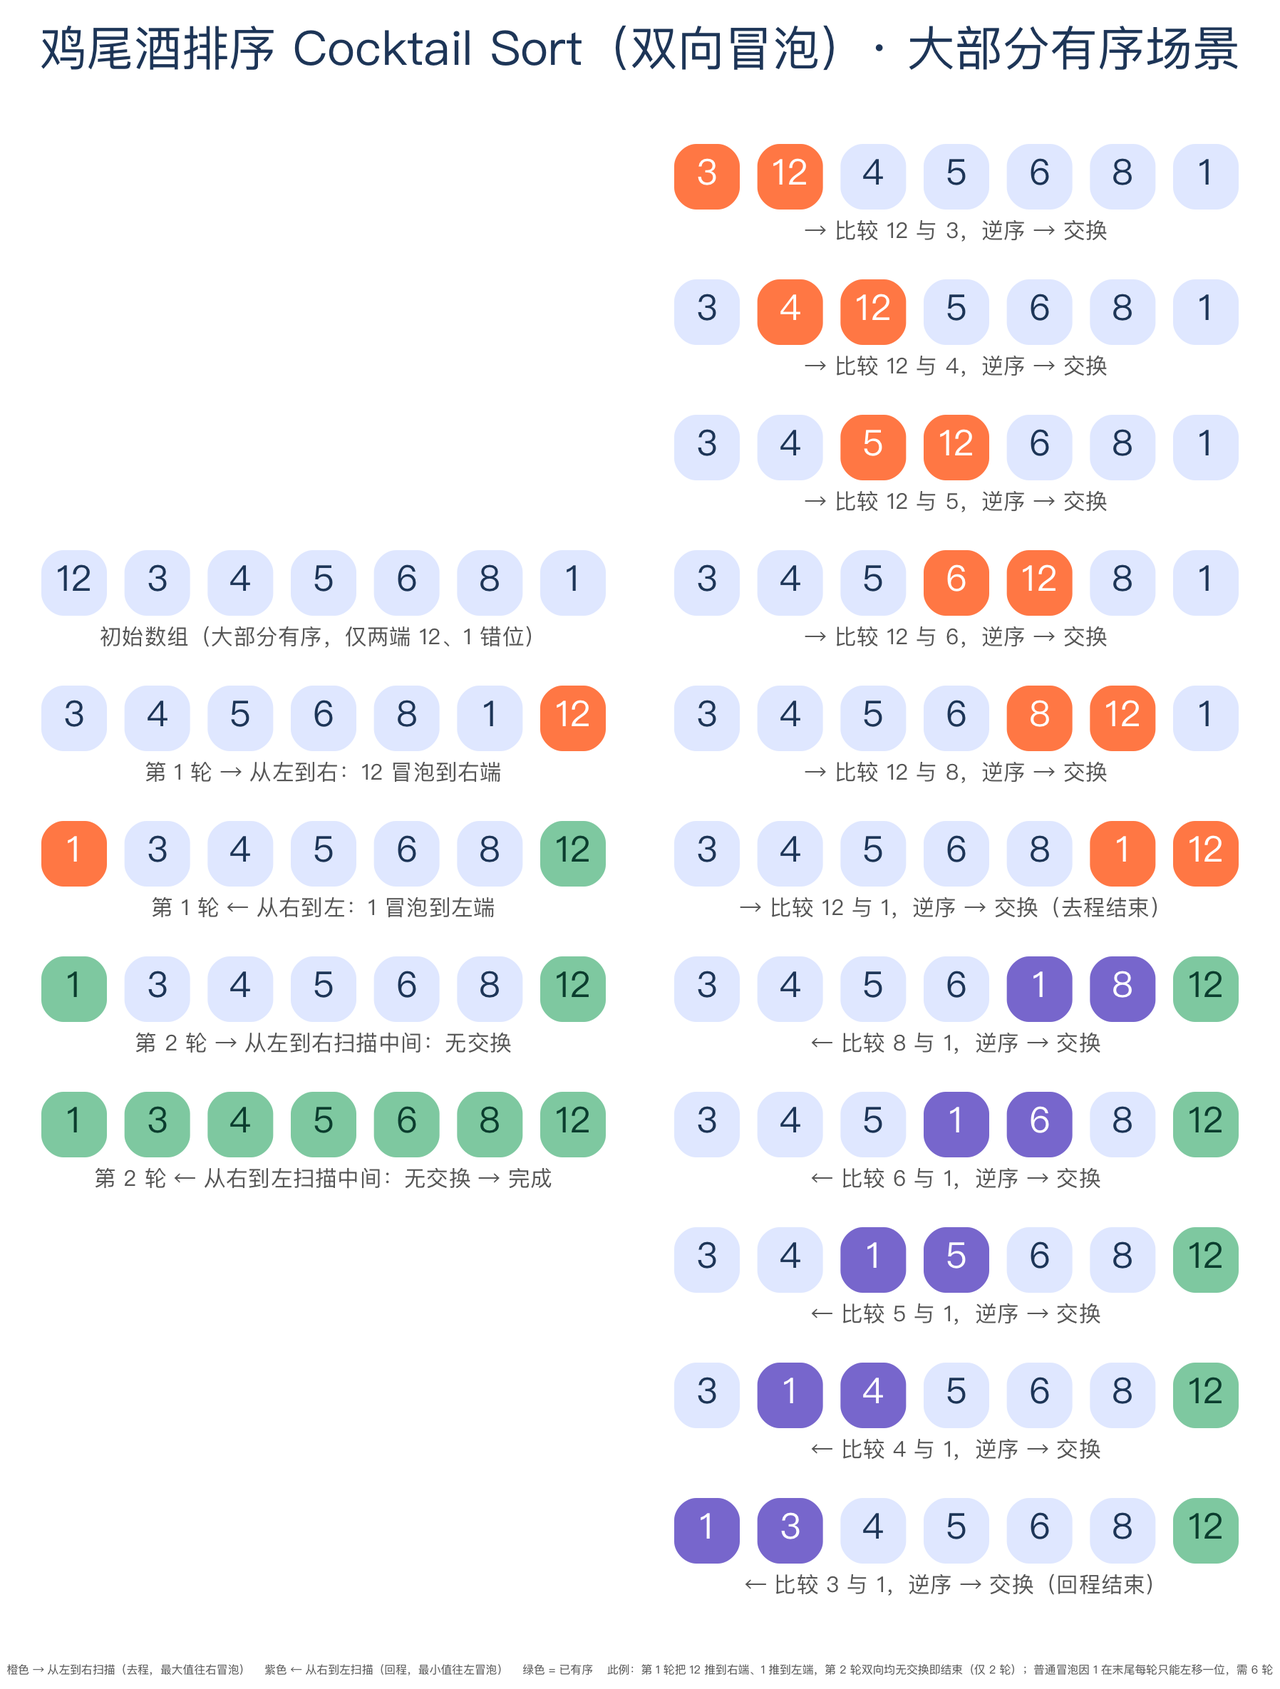 鸡尾酒排序 Cocktail Sort（双向冒泡）· 大部分有序场景
12 3 4 5 6 8 1
初始数组（大部分有序，仅两端 12、1 错位）
3 4 5 6 8 1 12
第 1 轮 → 从左到右：12 冒泡到右端
1 3 4 5 6 8 12
第 1 轮 ← 从右到左：1 冒泡到左端
1 3 4 5 6 8 12
第 2 轮 → 从左到右扫描中间：无交换
1 3 4 5 6 8 12
第 2 轮 ← 从右到左扫描中间：无交换 → 完成
3 12 4 5 6 8 1
→ 比较 12 与 3，逆序 → 交换
3 4 12 5 6 8 1
→ 比较 12 与 4，逆序 → 交换
3 4 5 12 6 8 1
→ 比较 12 与 5，逆序 → 交换
3 4 5 6 12 8 1
→ 比较 12 与 6，逆序 → 交换
3 4 5 6 8 12 1
→ 比较 12 与 8，逆序 → 交换
3 4 5 6 8 1 12
→ 比较 12 与 1，逆序 → 交换（去程结束）
3 4 5 6 1 8 12
← 比较 8 与 1，逆序 → 交换
3 4 5 1 6 8 12
← 比较 6 与 1，逆序 → 交换
3 4 1 5 6 8 12
← 比较 5 与 1，逆序 → 交换
3 1 4 5 6 8 12
← 比较 4 与 1，逆序 → 交换
1 3 4 5 6 8 12
← 比较 3 与 1，逆序 → 交换（回程结束）
橙色 → 从左到右扫描（去程，最大值往右冒泡） 紫色 ← 从右到左扫描（回程，最小值往左冒泡） 绿色 = 已有序 此例：第 1 轮把 12 推到右端、1 推到左端，第 2 轮双向均无交换即结束（仅 2 轮）；普通冒泡因 1 在末尾每轮只能左移一位，需 6 轮